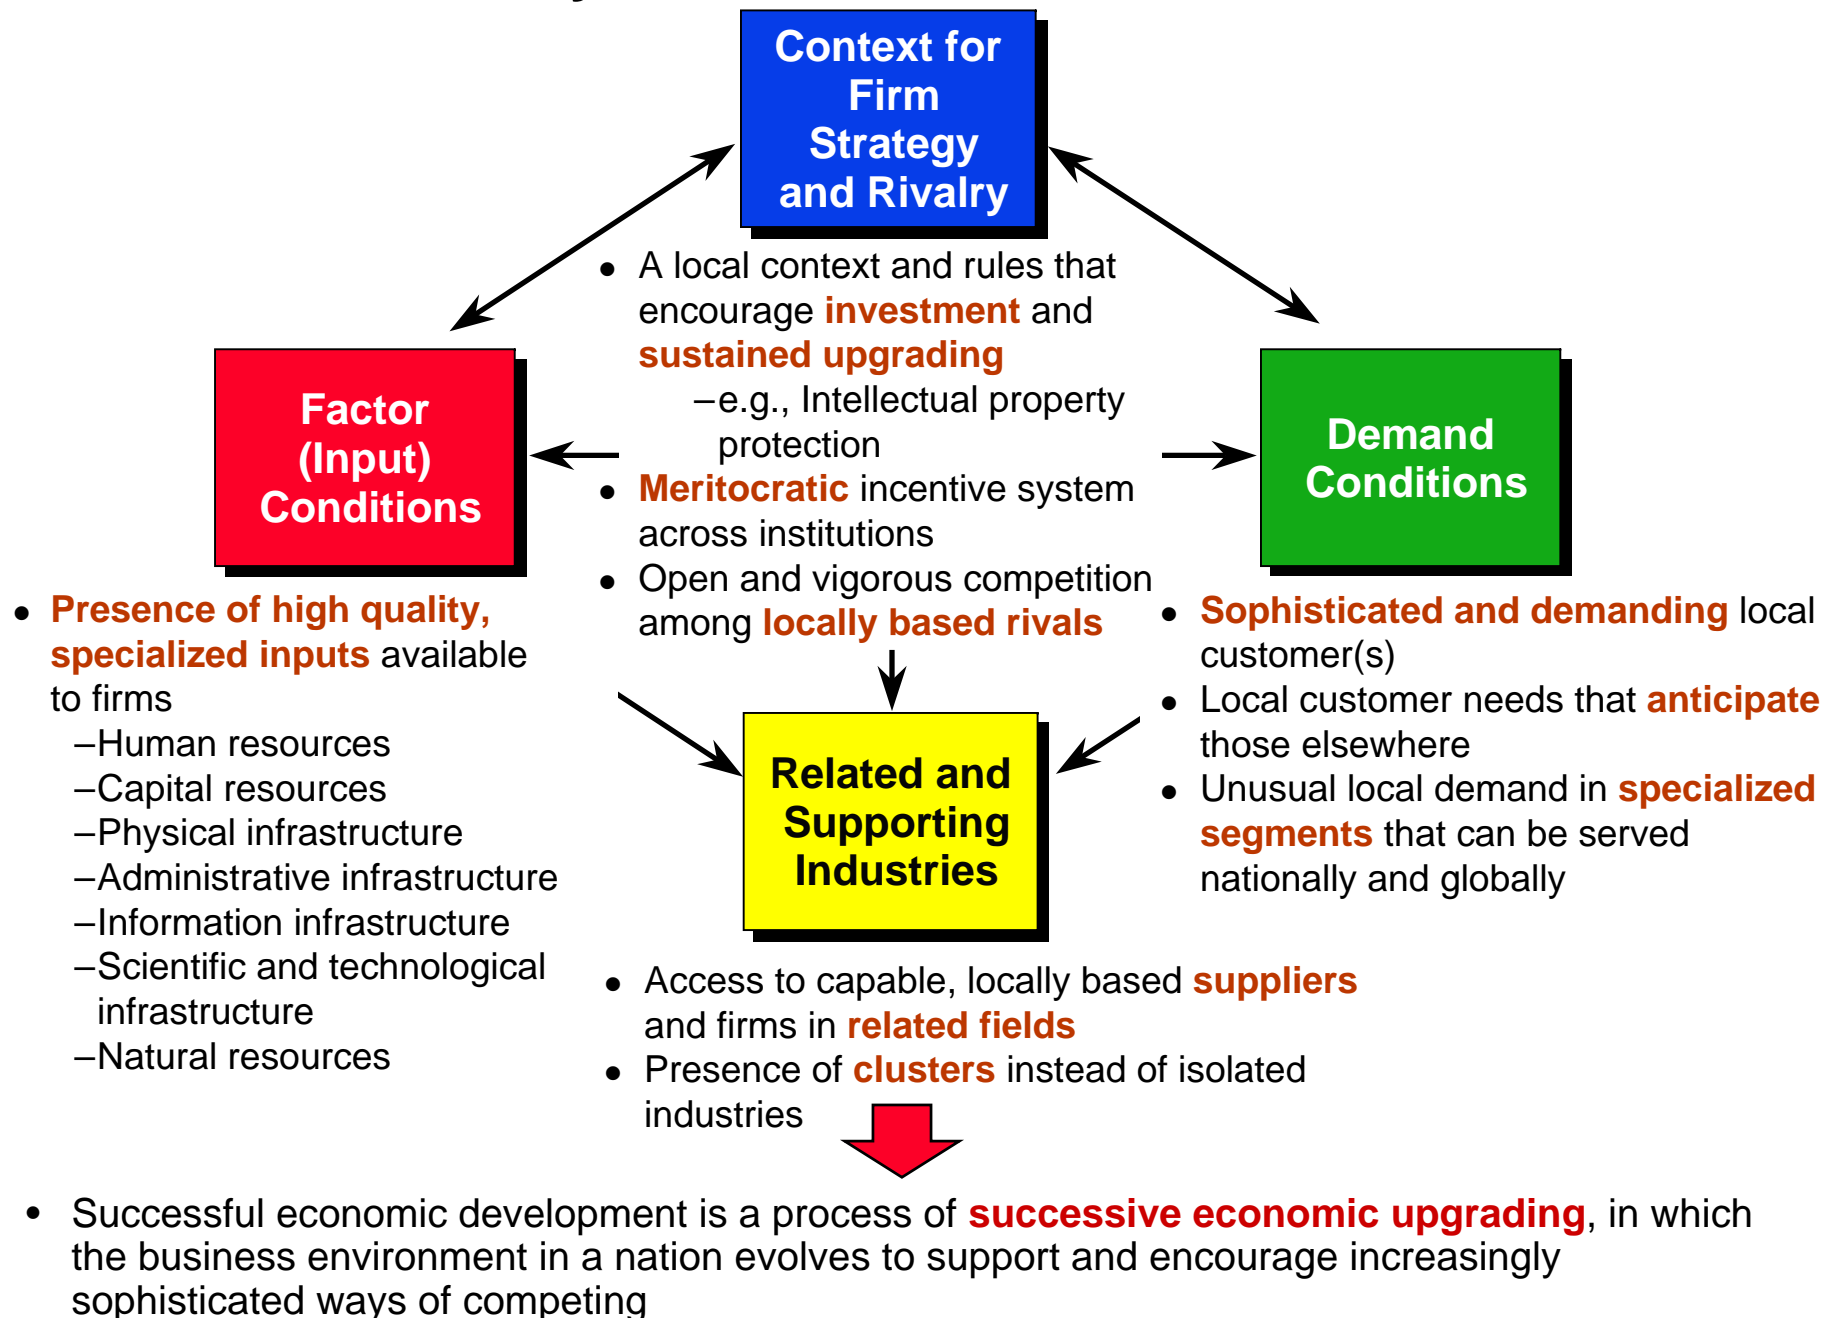 Context for
Firm
Strategy
and Rivalry
● A local context and rules that
encourage investment and
sustained upgrading
–e.g., Intellectual property
protection
● Meritocratic incentive system
across institutions
● Open and vigorous competition
among locally based rivals
Factor
(Input)
Conditions
● Presence of high quality,
specialized inputs available
to firms
–Human resources
–Capital resources
–Physical infrastructure
–Administrative infrastructure
–Information infrastructure
–Scientific and technological
infrastructure
–Natural resources
Demand
Conditions
● Sophisticated and demanding local
customer(s)
● Local customer needs that anticipate
those elsewhere
● Unusual local demand in specialized
segments that can be served
nationally and globally
Related and
Supporting
Industries
● Access to capable, locally based suppliers
and firms in related fields
● Presence of clusters instead of isolated
industries
• Successful economic development is a process of successive economic upgrading, in which
the business environment in a nation evolves to support and encourage increasingly
sophisticated ways of competing